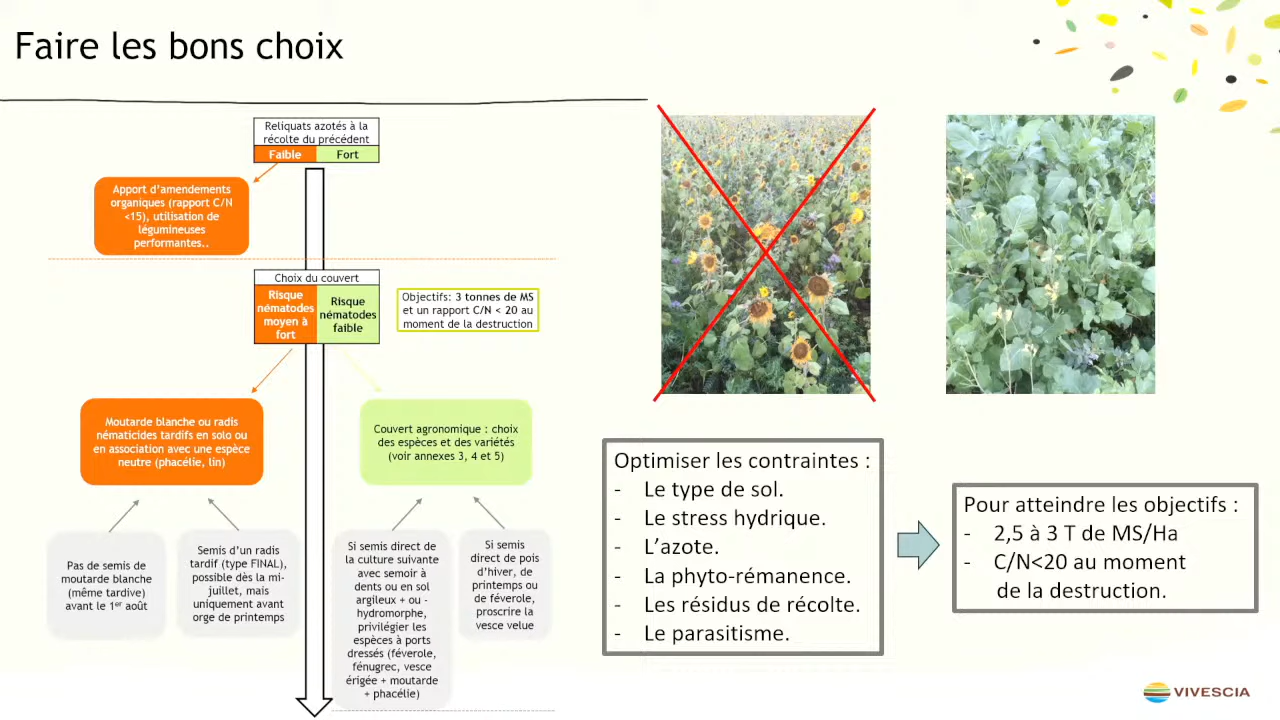 Faire les bons choix
Reliquats azotés à la
récolte du précédent
Faible
Fort
Apport d'amendements
organiques (rapport C/N
<15), utilisation de
légumineuses
performantes..
Choix du couvert
Risque
nématodes
moyen à
fort
Risque
nématodes
faible
Objectifs: 3 tonnes de MS
et un rapport C/N < 20 au
moment de la destruction
Moutarde blanche ou radis
nématicides tardifs en solo ou
en association avec une espèce
neutre (phacélie, lin)
Couvert agronomique : choix
des espèces et des variétés
(voir annexes 3, 4 et 5)
Pas de semis de
moutarde blanche
(même tardive)
avant le 1er août
Semis d'un radis
tardif (type FINAL),
possible dès la mi-
juillet, mais
uniquement avant
orge de printemps
Si semis direct de
la culture suivante
avec semoir à
dents ou en sol
argileux + ou -
hydromorphe,
privilégier les
espèces à ports
dressés (féverole,
fénugrec, vesce
érigée + moutarde
+ phacélie)
Si semis
direct de pois
d'hiver, de
printemps ou
de féverole,
proscrire la
vesce velue
Optimiser les contraintes :
- Le type de sol.
- Le stress hydrique.
- L'azote.
- La phyto-rémanence.
- Les résidus de récolte.
- Le parasitisme.
Pour atteindre les objectifs :
- 2,5 à 3 T de MS/Ha
- C/N<20 au moment
de la destruction.
VIVESCIA